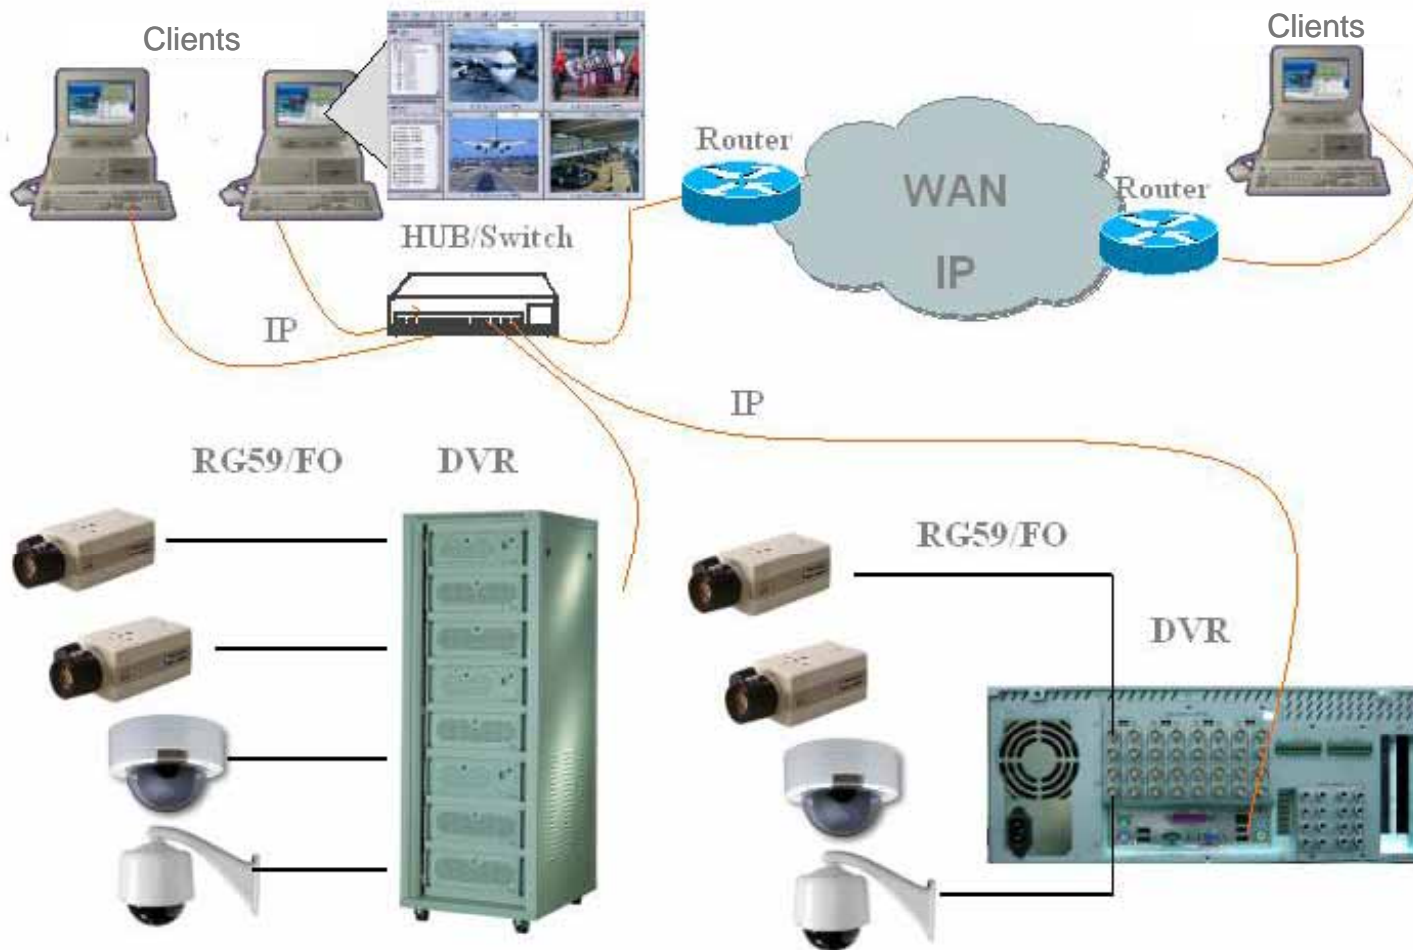 Clients
Clients
Router
Router
WAN
IP
HUB/Switch
IP
IP
RG59/FO
DVR
RG59/FO
DVR